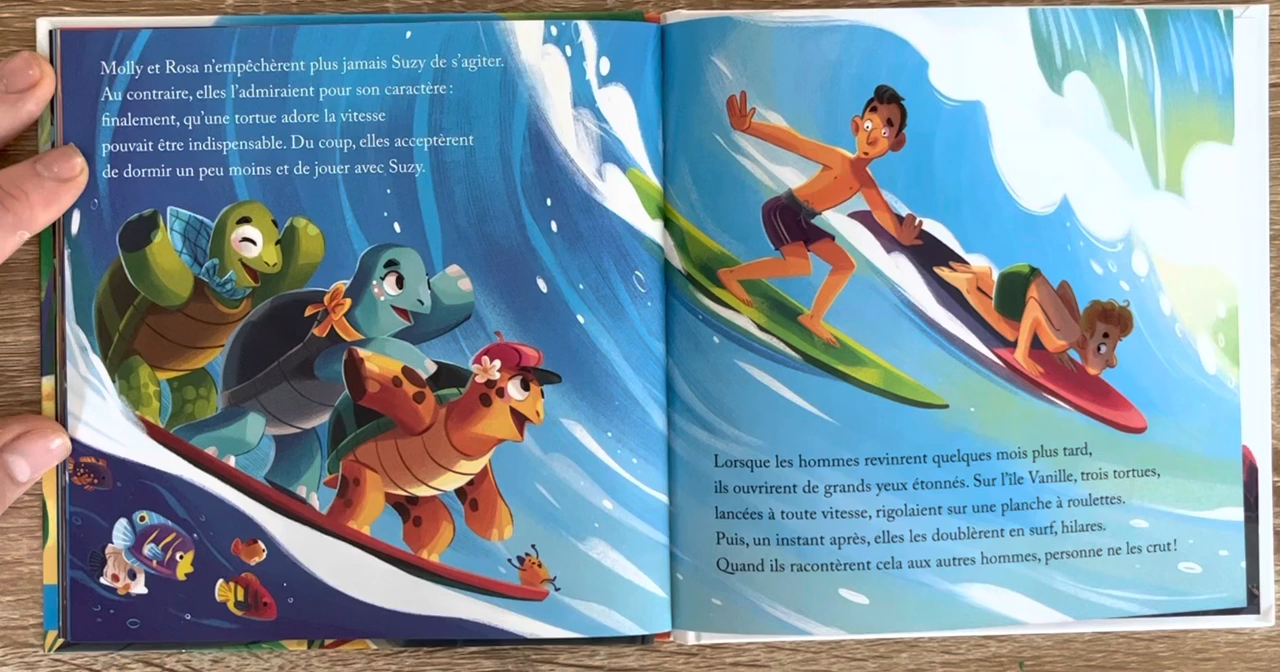 Molly et Rosa n'empêchèrent plus jamais Suzy de s'agiter.
Au contraire, elles l'admiraient pour son caractère :
finalement, qu'une tortue adore la vitesse
pouvait être indispensable. Du coup, elles acceptèrent
de dormir un peu moins et de jouer avec Suzy.
Lorsque les hommes revinrent quelques mois plus tard,
ils ouvrirent de grands yeux étonnés. Sur l'île Vanille, trois tortues,
lancées à toute vitesse, rigolaient sur une planche à roulettes.
Puis, un instant après, elles les doublèrent en surf, hilares.
Quand ils racontèrent cela aux autres hommes, personne ne les crut !